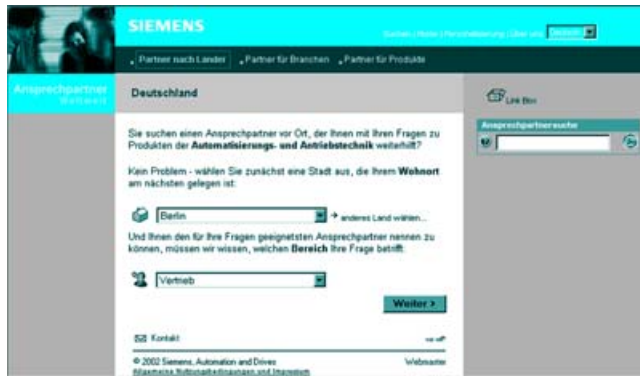 SIEMENS
Suchen | Hilfe | Personalisierung | Über uns Deutsch
Partner nach Länder Partner für Branchen Partner für Produkte
Ansprechpartner
Weltweit
Deutschland
Link Box
Ansprechpartnersuche
Sie suchen einen Ansprechpartner vor Ort, der Ihnen mit Ihren Fragen zu
Produkten der Automatisierungs- und Antriebstechnik weiterhilft?
Kein Problem - wählen Sie zunächst eine Stadt aus, die Ihrem Wohnort
am nächsten gelegen ist:
Berlin → anderes Land wählen...
Und Ihnen den für Ihre Fragen geeignetsten Ansprechpartner nennen zu
können, müssen wir wissen, welchen Bereich Ihre Frage betrifft:
Vertrieb
Weiter >
Kontakt
© 2002 Siemens, Automation and Drives Webmaster
Allgemeine Nutzungsbedingungen und Impressum